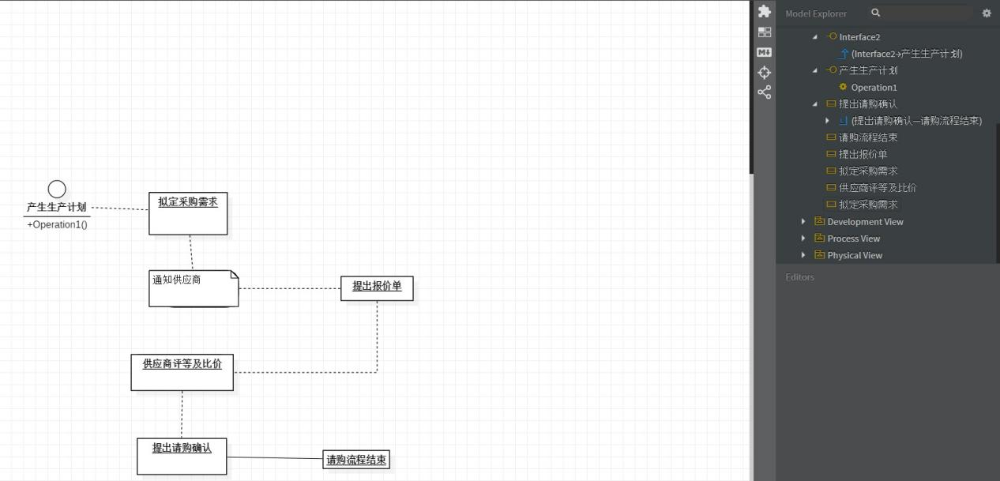 产生生产计划
+Operation1()
拟定采购需求
通知供应商
提出报价单
供应商评等及比价
提出请购确认
请购流程结束
Model Explorer
Interface2
(Interface2→产生生产计划)
产生生产计划
Operation1
提出请购确认
(提出请购确认—请购流程结束)
请购流程结束
提出报价单
拟定采购需求
供应商评等及比价
拟定采购需求
Development View
Process View
Physical View
Editors